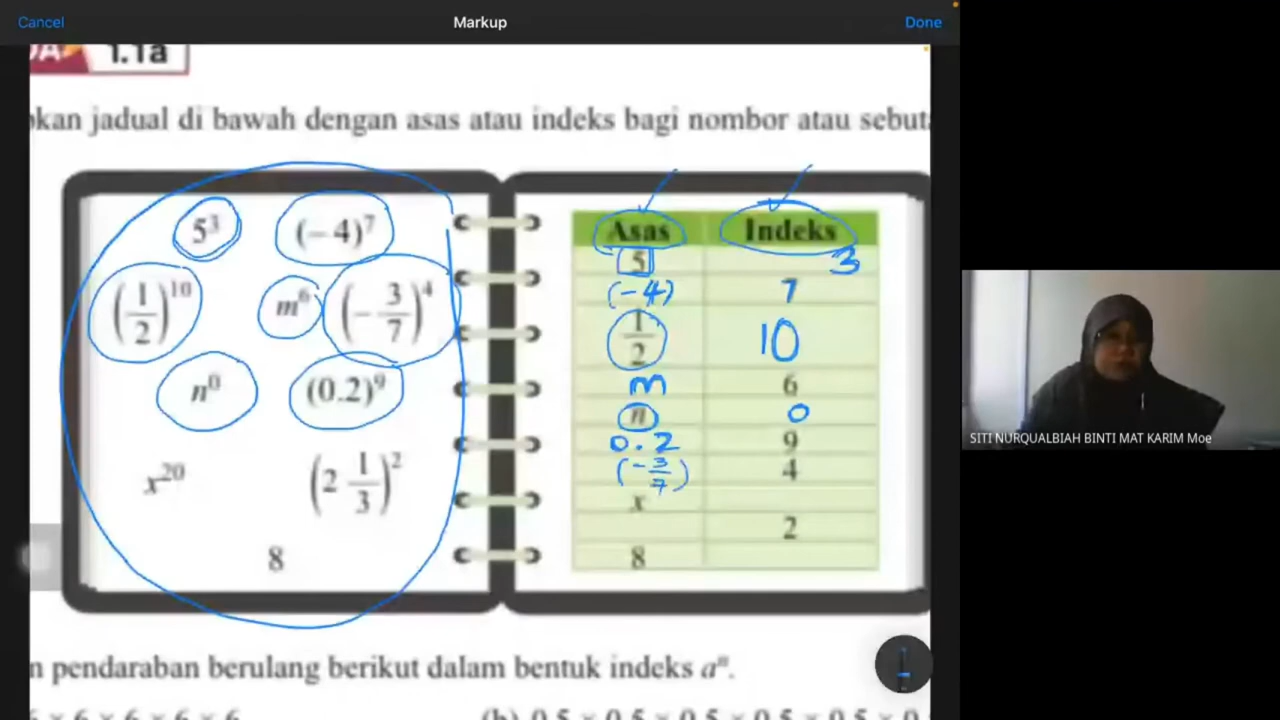 Cancel Markup Done
1.1a
kan jadual di bawah dengan asas atau indeks bagi nombor atau
5³ (−4)⁷
(1/2)¹⁰ m⁶ (−3/7)⁴
n⁰ (0.2)⁹
x²⁰ (2 1/3)²
8
Asas Indeks
5 3
(−4) 7
1/2 10
m 6
n 0
0.2 9
(−3/7) 4
x
2
8
n pendaraban berulang berikut dalam bentuk indeks aⁿ.
SITI NURQUALBIAH BINTI MAT KARIM Moe